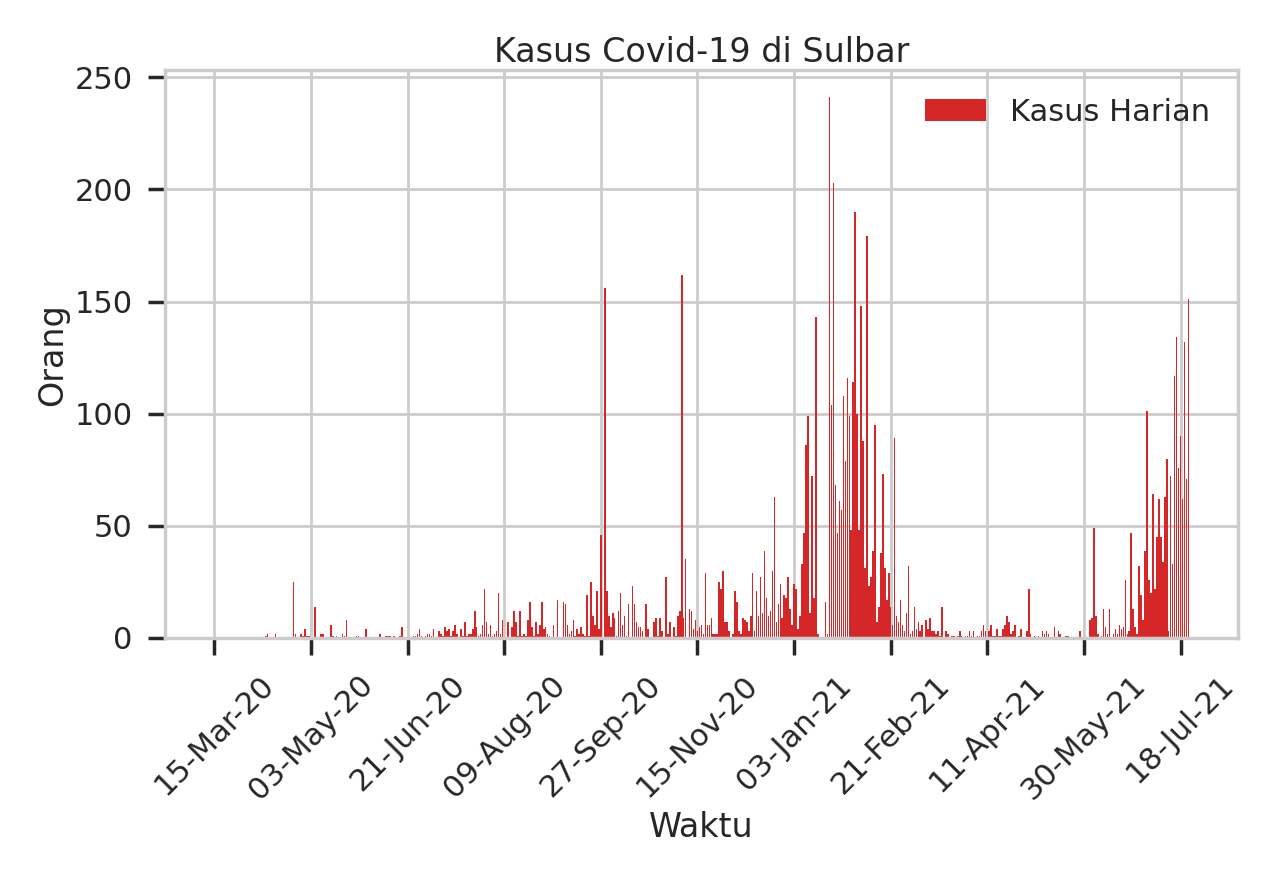 Kasus Covid-19 di Sulbar
Kasus Harian
Orang
250
200
150
100
50
0
15-Mar-20
03-May-20
21-Jun-20
09-Aug-20
27-Sep-20
15-Nov-20
03-Jan-21
21-Feb-21
11-Apr-21
30-May-21
18-Jul-21
Waktu